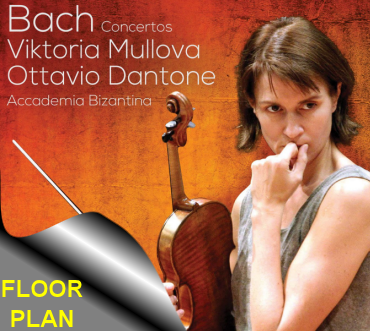 Bach Concertos
Viktoria Mullova
Ottavio Dantone
Accademia Bizantina
FLOOR
PLAN